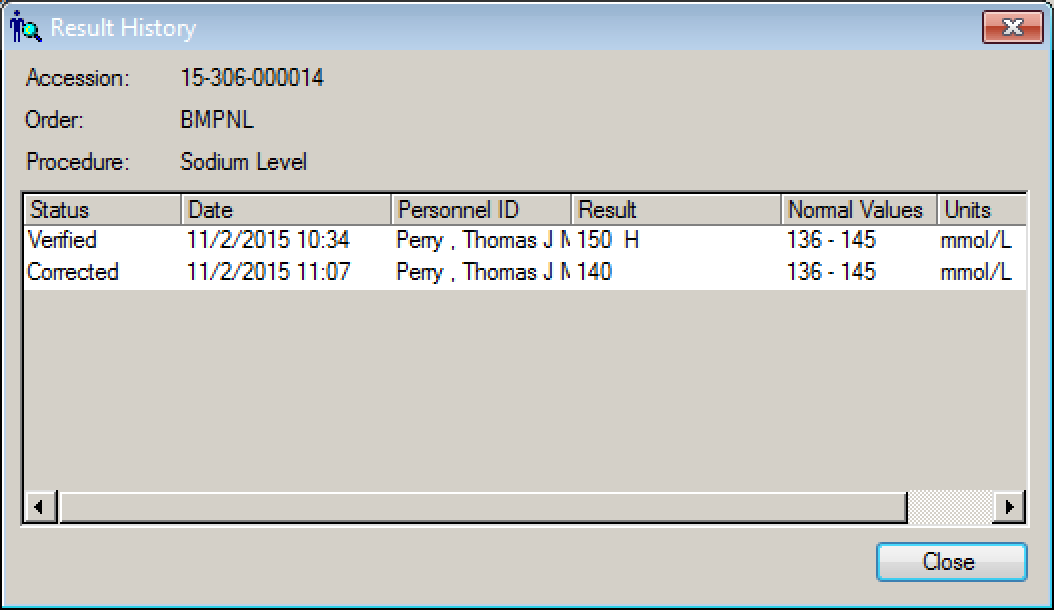 Result History
Accession: 15-306-000014
Order: BMPNL
Procedure: Sodium Level
Status Date Personnel ID Result Normal Values Units
Verified 11/2/2015 10:34 Perry , Thomas J M 150 H 136 - 145 mmol/L
Corrected 11/2/2015 11:07 Perry , Thomas J M 140 136 - 145 mmol/L
Close